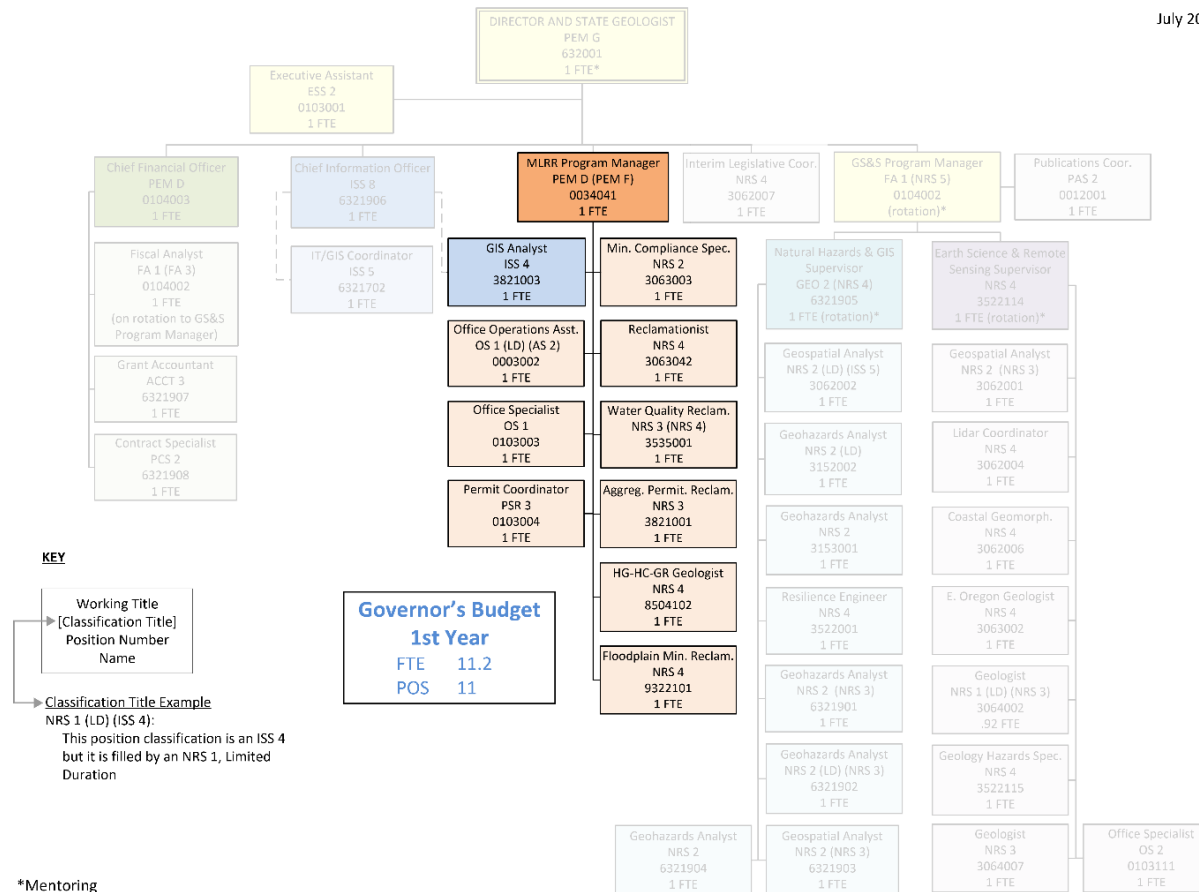 July 20
DIRECTOR AND STATE GEOLOGIST
PEM G
632001
1 FTE*
Executive Assistant
ESS 2
0103001
1 FTE
Chief Financial Officer
PEM D
0104003
1 FTE
Chief Information Officer
ISS 8
6321906
1 FTE
MLRR Program Manager
PEM D (PEM F)
0034041
1 FTE
Interim Legislative Coor.
NRS 4
3062007
1 FTE
GS&S Program Manager
FA 1 (NRS 5)
0104002
(rotation)*
Publications Coor.
PAS 2
0012001
1 FTE
Fiscal Analyst
FA 1 (FA 3)
0104002
1 FTE
(on rotation to GS&S
Program Manager)
Grant Accountant
ACCT 3
6321907
1 FTE
Contract Specialist
PCS 2
6321908
1 FTE
IT/GIS Coordinator
ISS 5
6321702
1 FTE
GIS Analyst
ISS 4
3821003
1 FTE
Office Operations Asst.
OS 1 (LD) (AS 2)
0003002
1 FTE
Office Specialist
OS 1
0103003
1 FTE
Permit Coordinator
PSR 3
0103004
1 FTE
Min. Compliance Spec.
NRS 2
3063003
1 FTE
Reclamationist
NRS 4
3063042
1 FTE
Water Quality Reclam.
NRS 3 (NRS 4)
3535001
1 FTE
Aggreg. Permit. Reclam.
NRS 3
3821001
1 FTE
HG-HC-GR Geologist
NRS 4
8504102
1 FTE
Floodplain Min. Reclam.
NRS 4
9322101
1 FTE
Natural Hazards & GIS
Supervisor
GEO 2 (NRS 4)
6321905
1 FTE (rotation)*
Geospatial Analyst
NRS 2 (LD) (ISS 5)
3062002
1 FTE
Geohazards Analyst
NRS 2 (LD)
3152002
1 FTE
Geohazards Analyst
NRS 2
3153001
1 FTE
Resilience Engineer
NRS 4
3522001
1 FTE
Geohazards Analyst
NRS 2 (NRS 3)
6321901
1 FTE
Geohazards Analyst
NRS 2 (LD) (NRS 3)
6321902
1 FTE
Geohazards Analyst
NRS 2
6321904
1 FTE
Geospatial Analyst
NRS 2 (NRS 3)
6321903
1 FTE
Earth Science & Remote
Sensing Supervisor
NRS 4
3522114
1 FTE (rotation)*
Geospatial Analyst
NRS 2 (NRS 3)
3062001
1 FTE
Lidar Coordinator
NRS 4
3062004
1 FTE
Coastal Geomorph.
NRS 4
3062006
1 FTE
E. Oregon Geologist
NRS 4
3063002
1 FTE
Geologist
NRS 1 (LD) (NRS 3)
3064002
.92 FTE
Geology Hazards Spec.
NRS 4
3522115
1 FTE
Geologist
NRS 3
3064007
1 FTE
Office Specialist
OS 2
0103111
1 FTE
KEY
Working Title
[Classification Title]
Position Number
Name
Classification Title Example
NRS 1 (LD) (ISS 4):
This position classification is an ISS 4
but it is filled by an NRS 1, Limited
Duration
Governor's Budget
1st Year
FTE 11.2
POS 11
*Mentoring